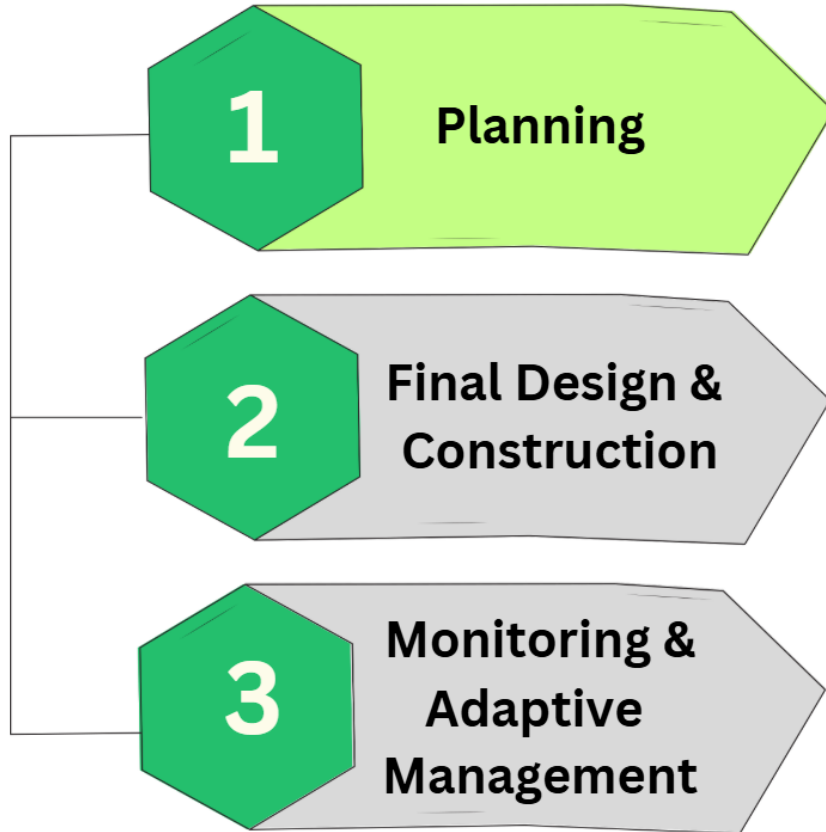 1
Planning
2
Final Design &
Construction
3
Monitoring &
Adaptive
Management